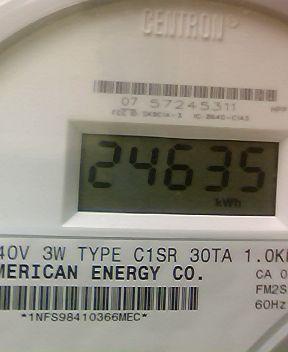 CENTRON®
07 57245311
24635
kWh
40V 3W TYPE C1SR 30TA 1.0K
MERICAN ENERGY CO.
CA 0
FM2S
60Hz
*1NFS98410366MEC*